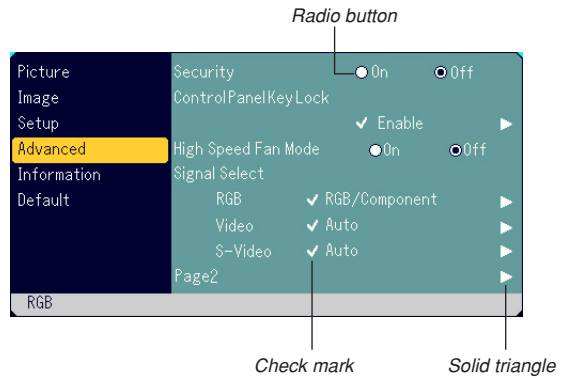 Radio button
Picture
Image
Setup
Advanced
Information
Default
Security On Off
ControlPanelKeyLock
Enable
High Speed Fan Mode On Off
Signal Select
RGB RGB/Component
Video Auto
S-Video Auto
Page2
RGB
Check mark
Solid triangle